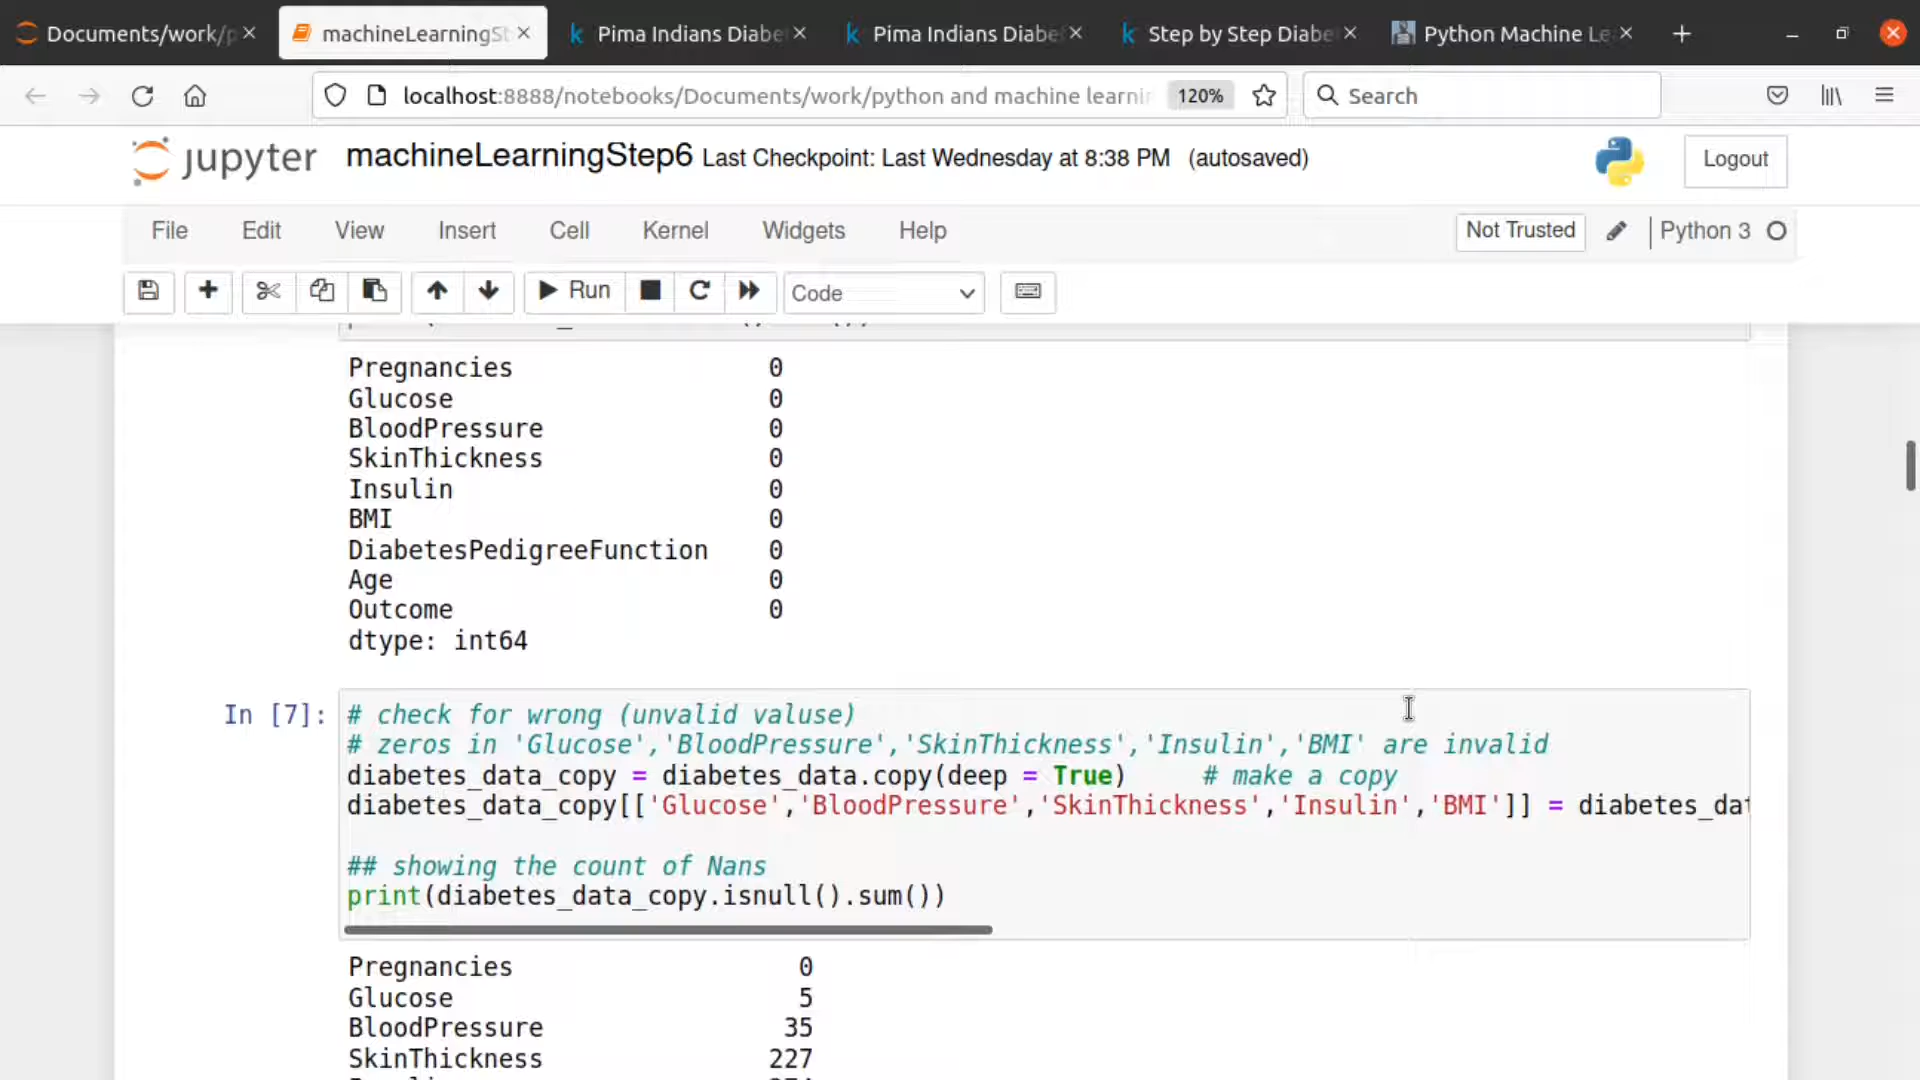 Documents/work/p
machineLearningSt
Pima Indians Diabe
Pima Indians Diabe
Step by Step Diabe
Python Machine Le
localhost:8888/notebooks/Documents/work/python and machine learnin
120%
Search
jupyter
machineLearningStep6 Last Checkpoint: Last Wednesday at 8:38 PM (autosaved)
Logout
File Edit View Insert Cell Kernel Widgets Help
Not Trusted
Python 3
Run
Code
Pregnancies 0
Glucose 0
BloodPressure 0
SkinThickness 0
Insulin 0
BMI 0
DiabetesPedigreeFunction 0
Age 0
Outcome 0
dtype: int64
In [7]:
# check for wrong (unvalid valuse)
# zeros in 'Glucose','BloodPressure','SkinThickness','Insulin','BMI' are invalid
diabetes_data_copy = diabetes_data.copy(deep = True) # make a copy
diabetes_data_copy[['Glucose','BloodPressure','SkinThickness','Insulin','BMI']] = diabetes_dat
## showing the count of Nans
print(diabetes_data_copy.isnull().sum())
Pregnancies 0
Glucose 5
BloodPressure 35
SkinThickness 227